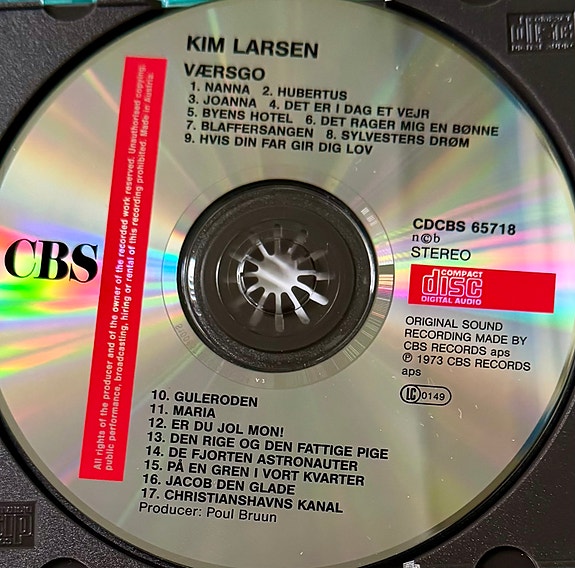 KIM LARSEN
VÆRSGO
1. NANNA 2. HUBERTUS
3. JOANNA 4. DET ER I DAG ET VEJR
5. BYENS HOTEL 6. DET RAGER MIG EN BØNNE
7. BLAFFERSANGEN 8. SYLVESTERS DRØM
9. HVIS DIN FAR GIR DIG LOV
All rights of the producer and of the owner of the recorded work reserved. Unauthorised copying,
public performance, broadcasting, hiring or rental of this recording prohibited. Made in Austria.
CBS
CDCBS 65718
n©b
STEREO
COMPACT
disc
DIGITAL AUDIO
ORIGINAL SOUND
RECORDING MADE BY
CBS RECORDS aps
℗ 1973 CBS RECORDS
aps
LC 0149
10. GULERODEN
11. MARIA
12. ER DU JOL MON!
13. DEN RIGE OG DEN FATTIGE PIGE
14. DE FJORTEN ASTRONAUTER
15. PÅ EN GREN I VORT KVARTER
16. JACOB DEN GLADE
17. CHRISTIANSHAVNS KANAL
Producer: Poul Bruun